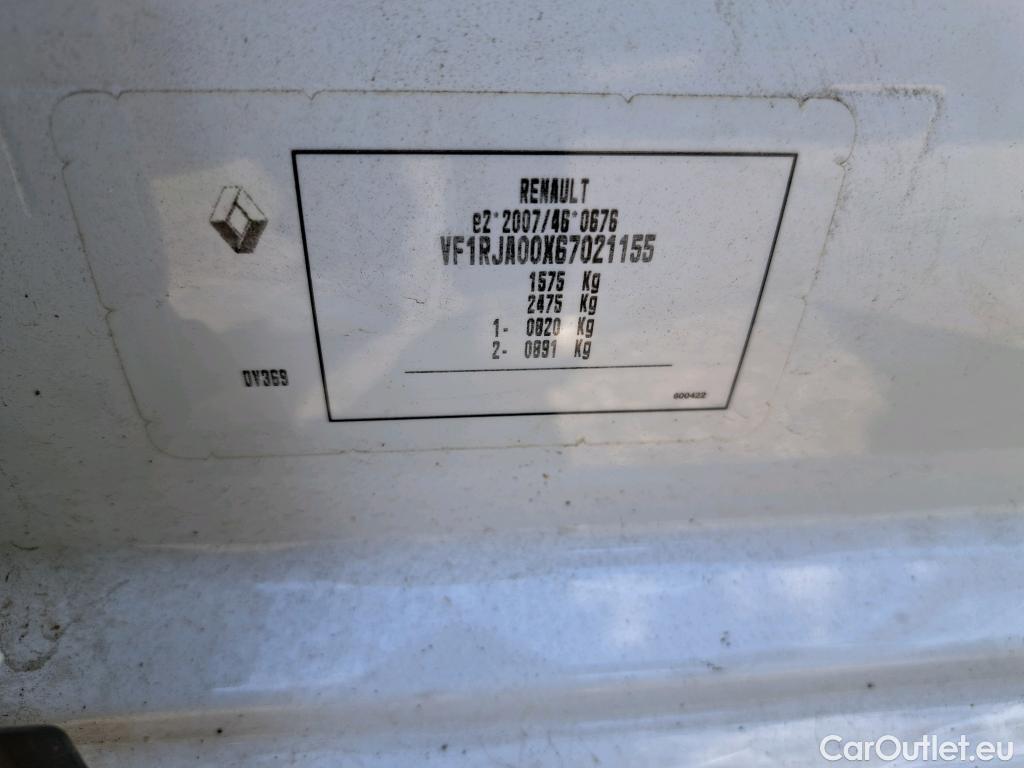 RENAULT
e2*2007/46*0676
VF1RJA00X67021155
1575 Kg
2475 Kg
1- 0820 Kg
2- 0891 Kg
DV369
600422
CarOutlet.eu